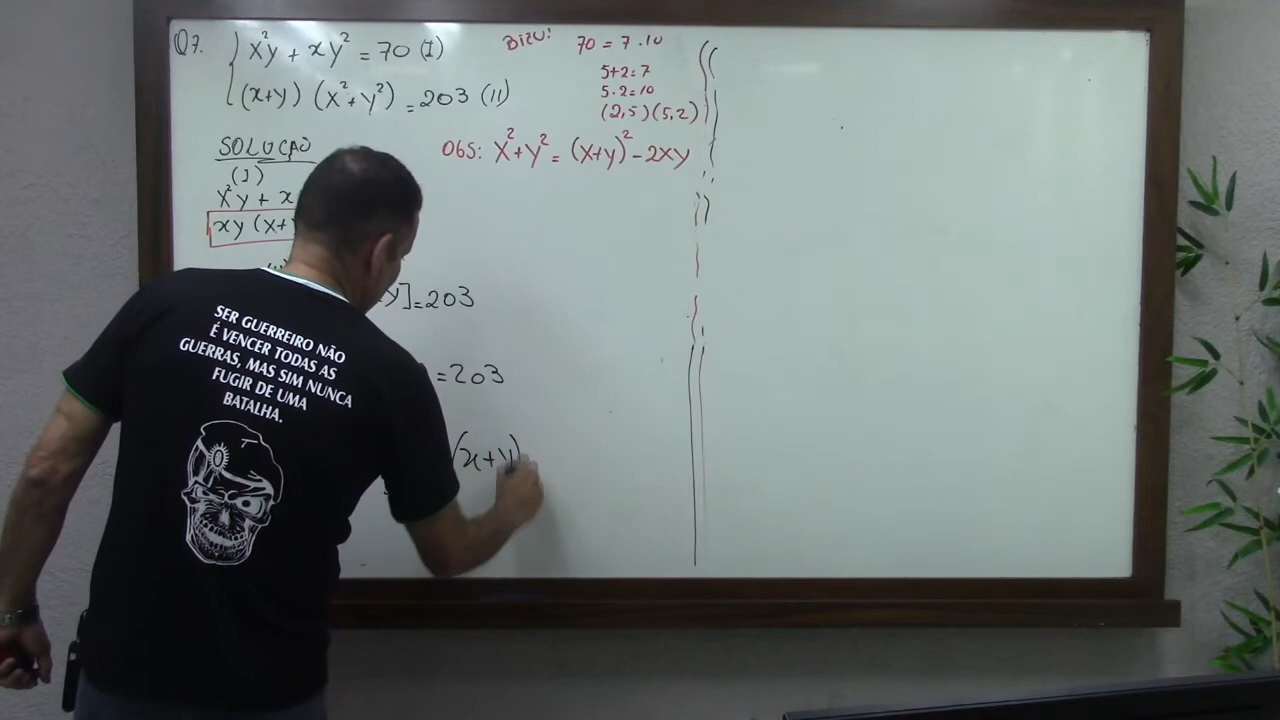 Q7. x²y + xy² = 70 (I)
(x+y) (x²+y²) = 203 (II)
BIZU: 70 = 7.10
5+2=7
5.2=10
(2,5)(5,2)
OBS: x²+y² = (x+y)² - 2xy
SOLUÇÃO
(I)
x²y + x
xy (x+
y]=203
=203
(x+y)
SER GUERREIRO NÃO
É VENCER TODAS AS
GUERRAS, MAS SIM NUNCA
FUGIR DE UMA
BATALHA.